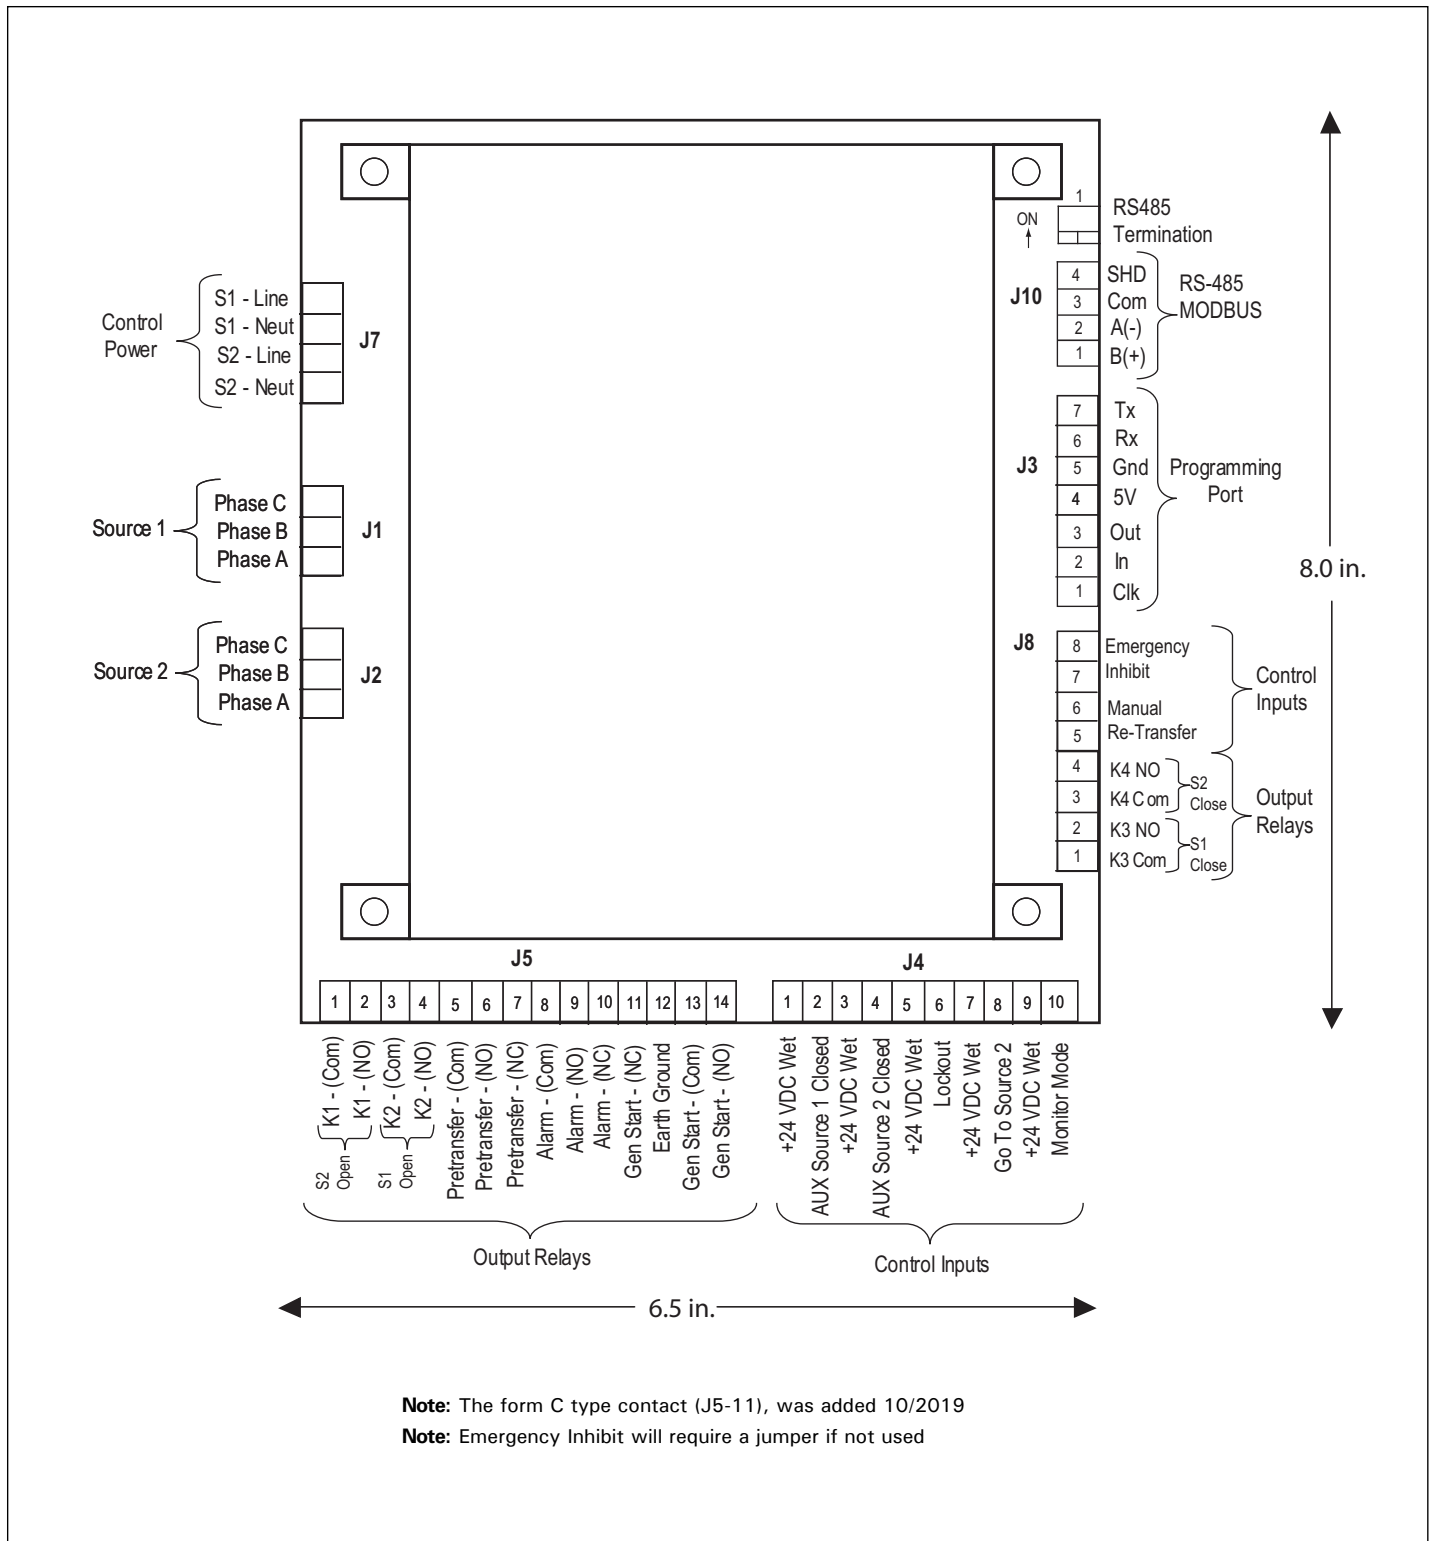 Control
Power
S1 - Line
S1 - Neut
S2 - Line
S2 - Neut
J7
Source 1
Phase C
Phase B
Phase A
J1
Source 2
Phase C
Phase B
Phase A
J2
1
ON
RS485
Termination
J10
4 SHD
3 Com
2 A(-)
1 B(+)
RS-485
MODBUS
J3
7 Tx
6 Rx
5 Gnd
4 5V
3 Out
2 In
1 Clk
Programming
Port
8.0 in.
J8
8 Emergency
7 Inhibit
6 Manual
5 Re-Transfer
Control
Inputs
4 K4 NO
3 K4 Com
S2
Close
2 K3 NO
1 K3 Com
S1
Close
Output
Relays
J5
1 2 3 4 5 6 7 8 9 10 11 12 13 14
K1 - (Com)
K1 - (NO)
S2
Open
K2 - (Com)
K2 - (NO)
S1
Open
Pretransfer - (Com)
Pretransfer - (NO)
Pretransfer - (NC)
Alarm - (Com)
Alarm - (NO)
Alarm - (NC)
Gen Start - (NC)
Earth Ground
Gen Start - (Com)
Gen Start - (NO)
Output Relays
J4
1 2 3 4 5 6 7 8 9 10
+24 VDC Wet
AUX Source 1 Closed
+24 VDC Wet
AUX Source 2 Closed
+24 VDC Wet
Lockout
+24 VDC Wet
Go To Source 2
+24 VDC Wet
Monitor Mode
Control Inputs
6.5 in.
Note: The form C type contact (J5-11), was added 10/2019
Note: Emergency Inhibit will require a jumper if not used